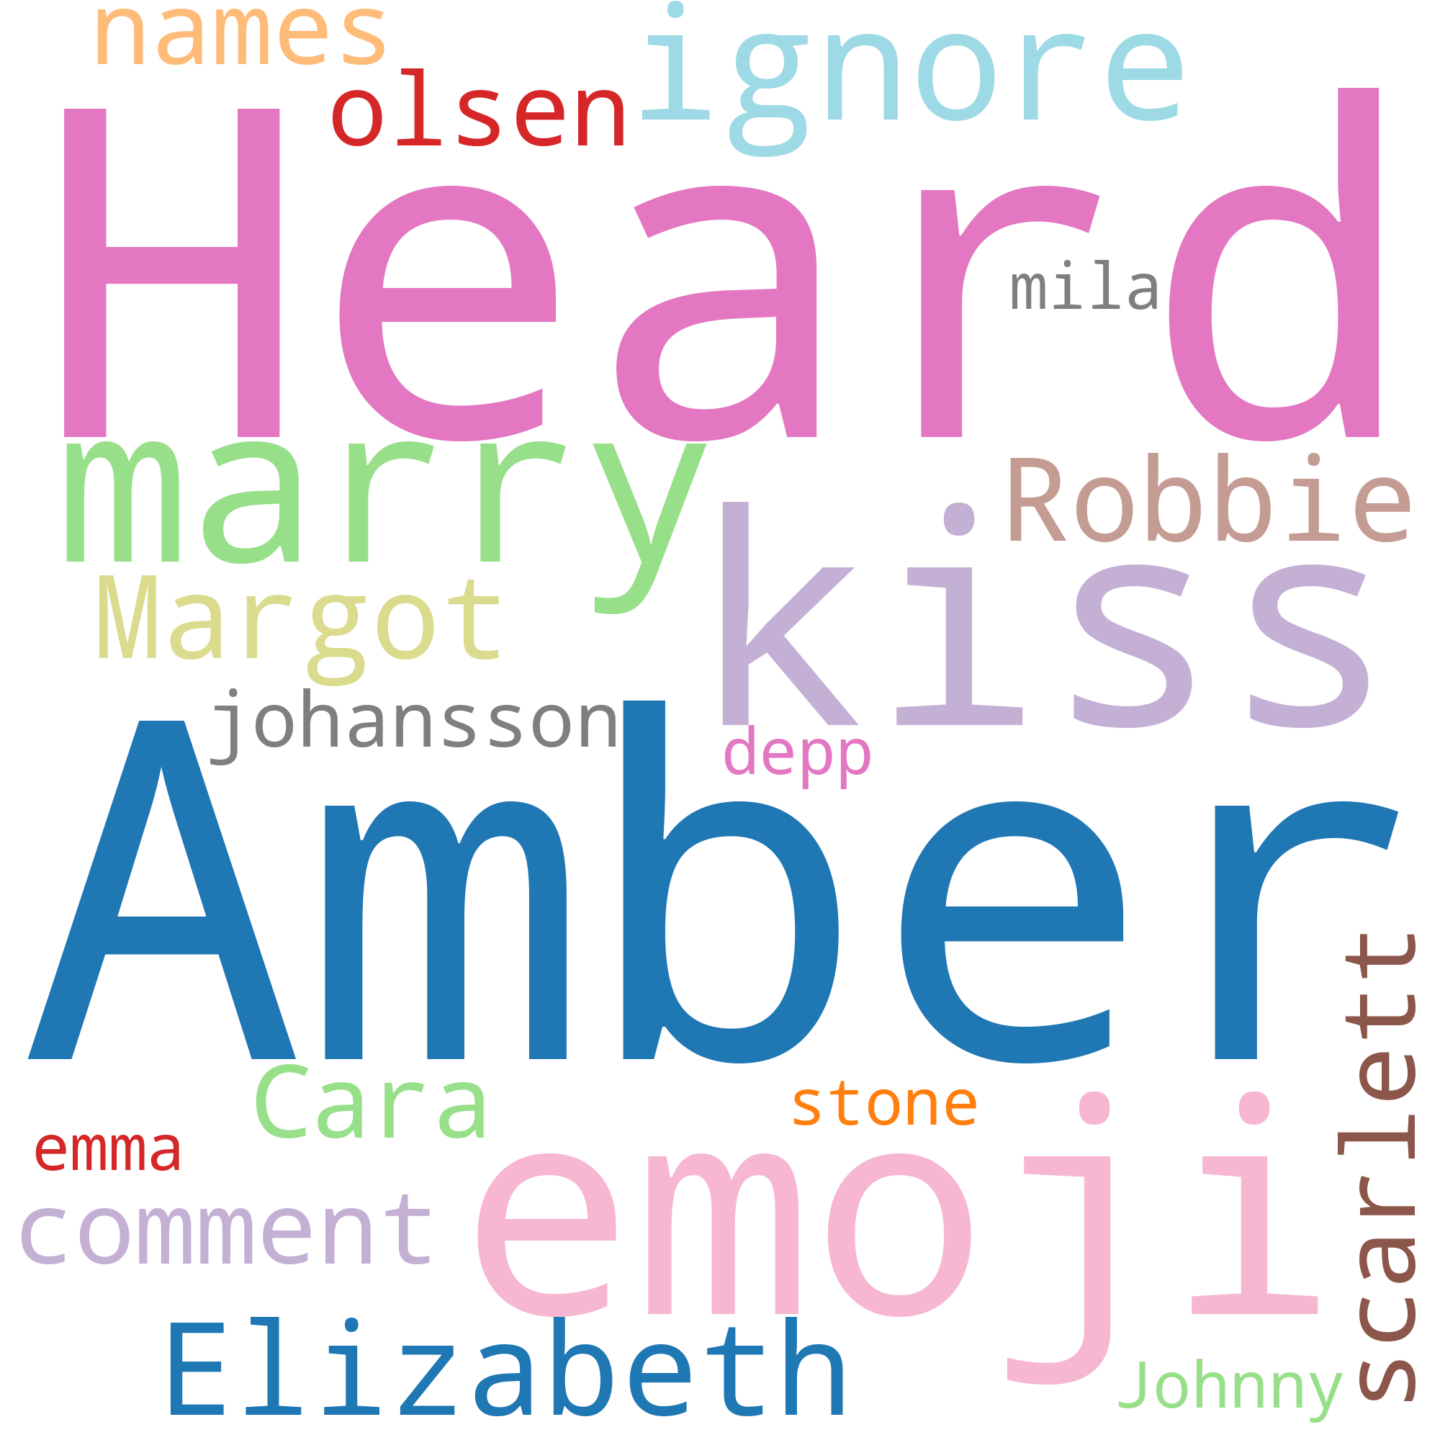 names
ignore
olsen
Heard
mila
marry
Robbie
kiss
Margot
johansson
depp
Amber
scarlett
Cara
stone
emma
emoji
comment
Elizabeth
Johnny